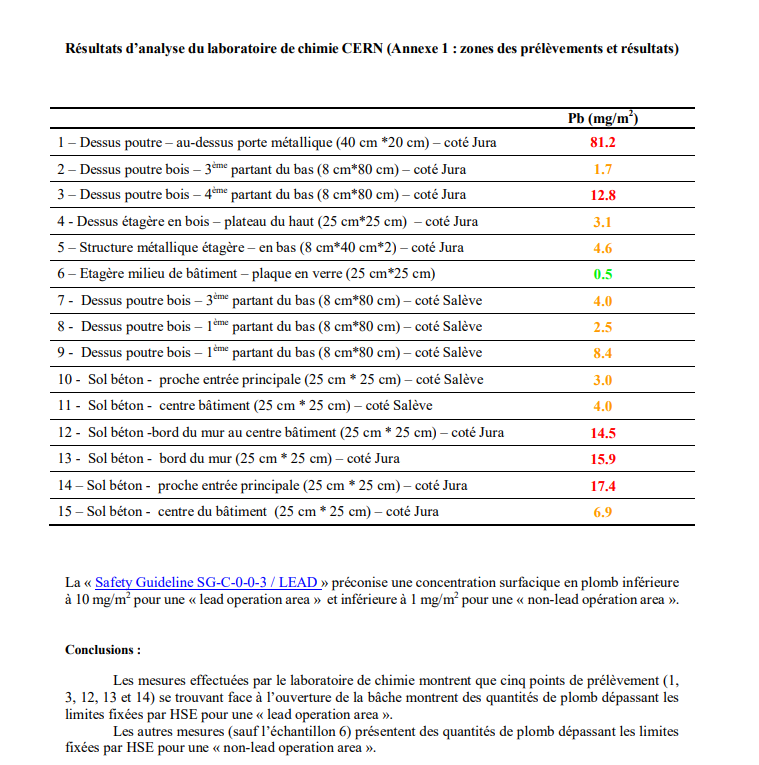 Résultats d’analyse du laboratoire de chimie CERN (Annexe 1 : zones des prélèvements et résultats)
Pb (mg/m²)
1 – Dessus poutre – au-dessus porte métallique (40 cm *20 cm) – coté Jura 81.2
2 – Dessus poutre bois – 3ème partant du bas (8 cm*80 cm) – coté Jura 1.7
3 – Dessus poutre bois – 4ème partant du bas (8 cm*80 cm) – coté Jura 12.8
4 - Dessus étagère en bois – plateau du haut (25 cm*25 cm) – coté Jura 3.1
5 – Structure métallique étagère – en bas (8 cm*40 cm*2) – coté Jura 4.6
6 – Etagère milieu de bâtiment – plaque en verre (25 cm*25 cm) 0.5
7 - Dessus poutre bois – 3ème partant du bas (8 cm*80 cm) – coté Salève 4.0
8 - Dessus poutre bois – 1ème partant du bas (8 cm*80 cm) – coté Salève 2.5
9 - Dessus poutre bois – 1ème partant du bas (8 cm*80 cm) – coté Salève 8.4
10 - Sol béton - proche entrée principale (25 cm * 25 cm) – coté Salève 3.0
11 - Sol béton - centre bâtiment (25 cm * 25 cm) – coté Salève 4.0
12 - Sol béton -bord du mur au centre bâtiment (25 cm * 25 cm) – coté Jura 14.5
13 - Sol béton - bord du mur (25 cm * 25 cm) – coté Jura 15.9
14 – Sol béton - proche entrée principale (25 cm * 25 cm) – coté Jura 17.4
15 – Sol béton - centre du bâtiment (25 cm * 25 cm) – coté Jura 6.9
La « Safety Guideline SG-C-0-0-3 / LEAD » préconise une concentration surfacique en plomb inférieure
à 10 mg/m² pour une « lead operation area » et inférieure à 1 mg/m² pour une « non-lead opération area ».
Conclusions :
Les mesures effectuées par le laboratoire de chimie montrent que cinq points de prélèvement (1,
3, 12, 13 et 14) se trouvant face à l’ouverture de la bâche montrent des quantités de plomb dépassant les
limites fixées par HSE pour une « lead operation area ».
Les autres mesures (sauf l’échantillon 6) présentent des quantités de plomb dépassant les limites
fixées par HSE pour une « non-lead operation area ».